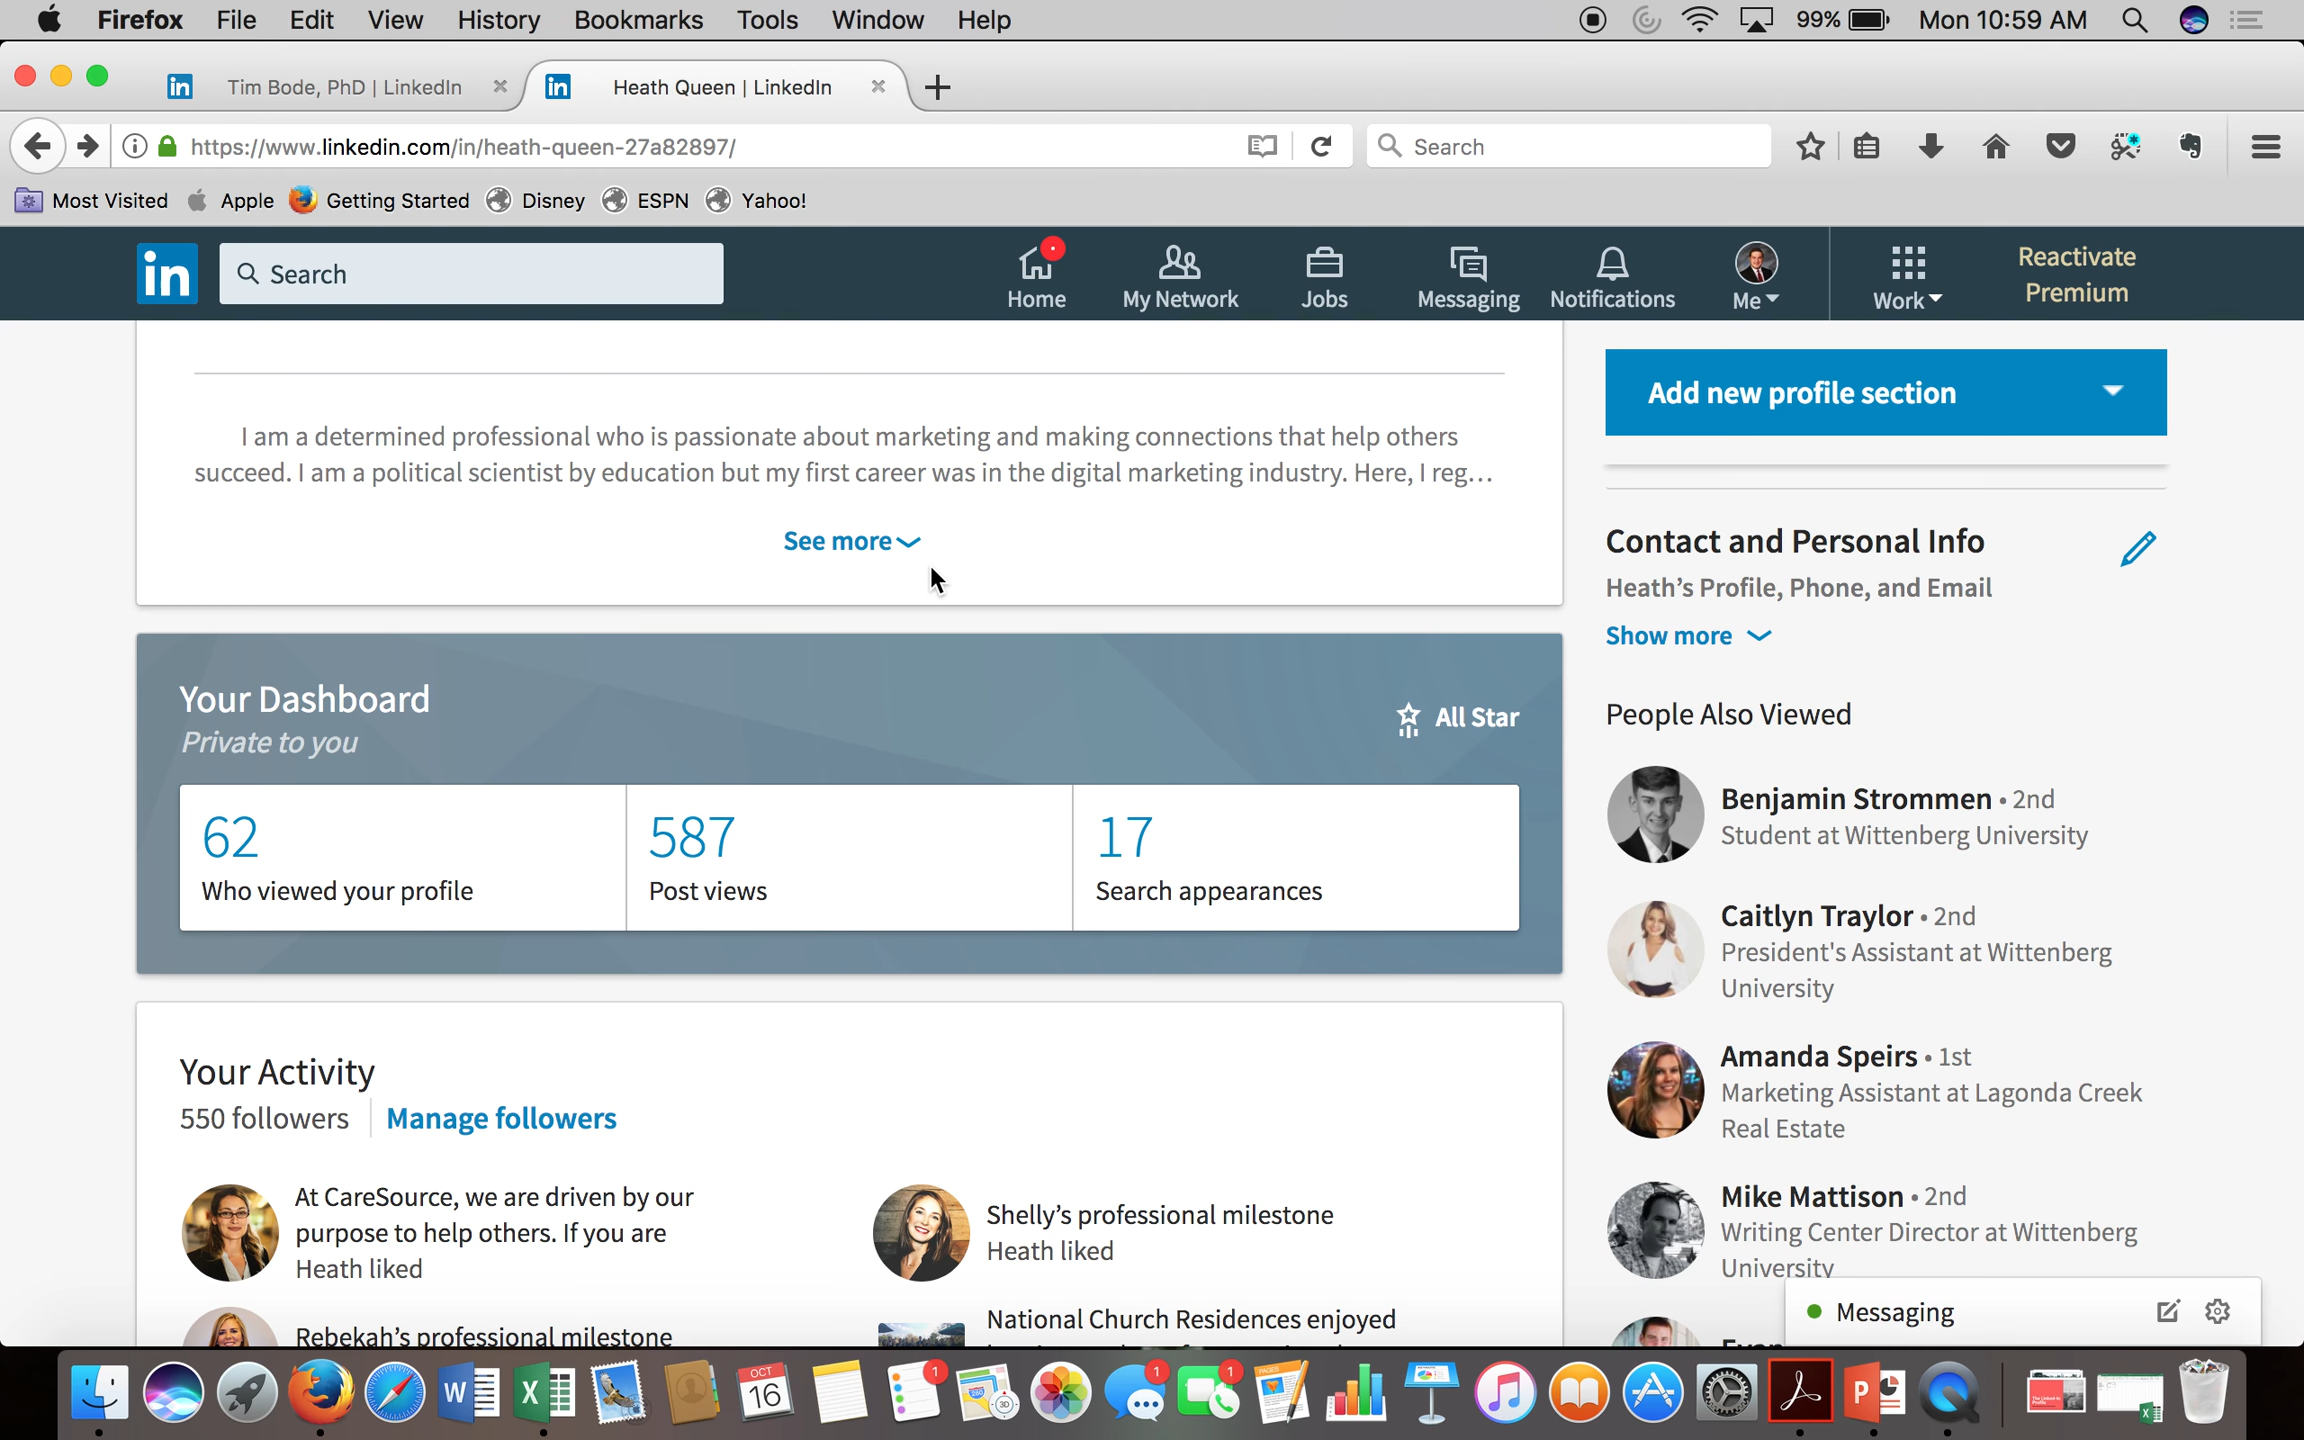 Firefox File Edit View History Bookmarks Tools Window Help 99% Mon 10:59 AM
Tim Bode, PhD | LinkedIn
Heath Queen | LinkedIn
https://www.linkedin.com/in/heath-queen-27a82897/
Search
Most Visited Apple Getting Started Disney ESPN Yahoo!
in
Search
Home
My Network
Jobs
Messaging
Notifications
Me
Work
Reactivate
Premium
I am a determined professional who is passionate about marketing and making connections that help others
succeed. I am a political scientist by education but my first career was in the digital marketing industry. Here, I reg...
See more
Your Dashboard
Private to you
All Star
62
Who viewed your profile
587
Post views
17
Search appearances
Your Activity
550 followers
Manage followers
At CareSource, we are driven by our
purpose to help others. If you are
Heath liked
Shelly's professional milestone
Heath liked
Rebekah's professional milestone
National Church Residences enjoyed
Add new profile section
Contact and Personal Info
Heath's Profile, Phone, and Email
Show more
People Also Viewed
Benjamin Strommen • 2nd
Student at Wittenberg University
Caitlyn Traylor • 2nd
President's Assistant at Wittenberg
University
Amanda Speirs • 1st
Marketing Assistant at Lagonda Creek
Real Estate
Mike Mattison • 2nd
Writing Center Director at Wittenberg
University
Messaging
OCT
16
1
1
1
PAGES